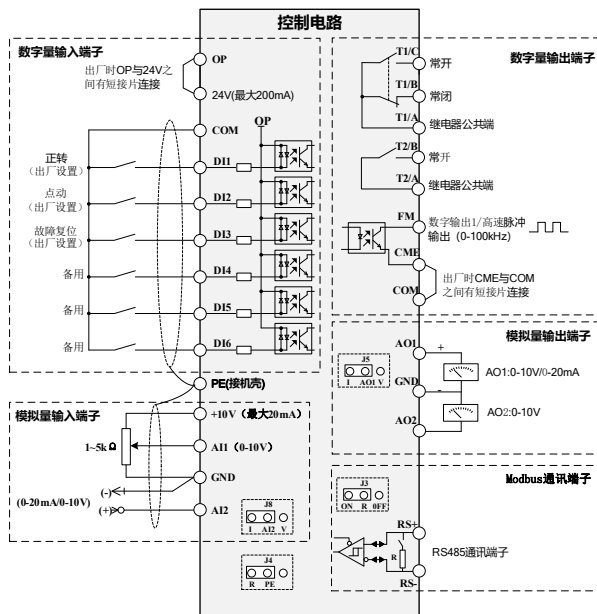 控制电路
数字量输入端子
出厂时OP与24V之
间有短接片连接
OP
24V(最大200mA)
COM
OP
正转
(出厂设置)
DI1
点动
(出厂设置)
DI2
故障复位
(出厂设置)
DI3
备用
DI4
备用
DI5
备用
DI6
PE(接机壳)
模拟量输入端子
+10V（最大20mA）
1~5kΩ
AI1（0-10V）
GND
(-)
(0-20mA/0-10V)
(+)
AI2
J8
I AI2 V
J4
R PE
数字量输出端子
T1/C
常开
T1/B
常闭
T1/A
继电器公共端
T2/B
常开
T2/A
继电器公共端
FM
数字输出1/高速脉冲
输出 (0-100kHz)
CME
出厂时CME与COM
之间有短接片连接
COM
模拟量输出端子
AO1
+
J5
I AO1 V
AO1:0-10V/0-20mA
GND
-
AO2:0-10V
AO2
Modbus通讯端子
J3
ON R OFF
RS+
R
RS485通讯端子
RS-